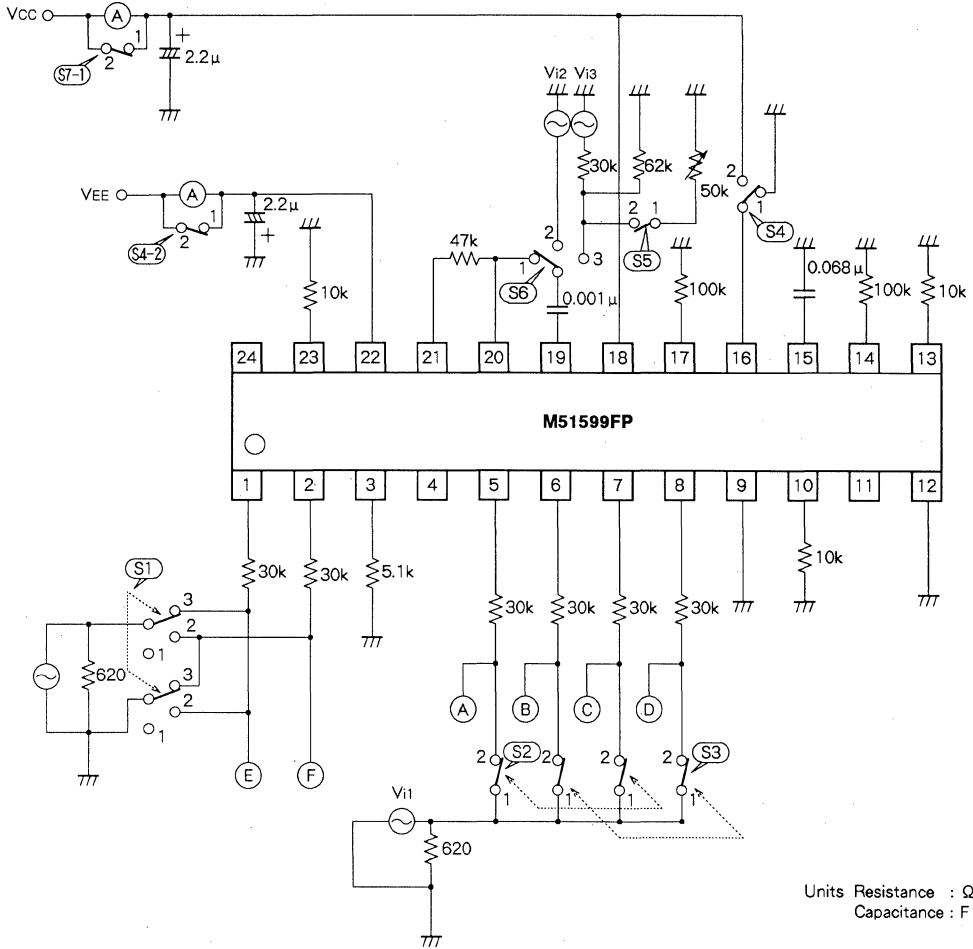 Vcc A
+
1
2
S7-1
2.2μ
Vi2 Vi3
30k 62k
50k
2
1
S4
VEE A
2.2μ
+
1
2
S4-2
2 1
S5
47k
2
1
3
S6
10k
0.001μ
100k
0.068μ
100k
10k
24 23 22 21 20 19 18 17 16 15 14 13
M51599FP
1 2 3 4 5 6 7 8 9 10 11 12
30k 30k 5.1k
10k
30k 30k 30k 30k
S1
3
2
1
620
3
2
1
A B C D
E F
2 S2 2 2 2 S3
1 1 1 1
Vi1
620
Units Resistance : Ω
Capacitance : F